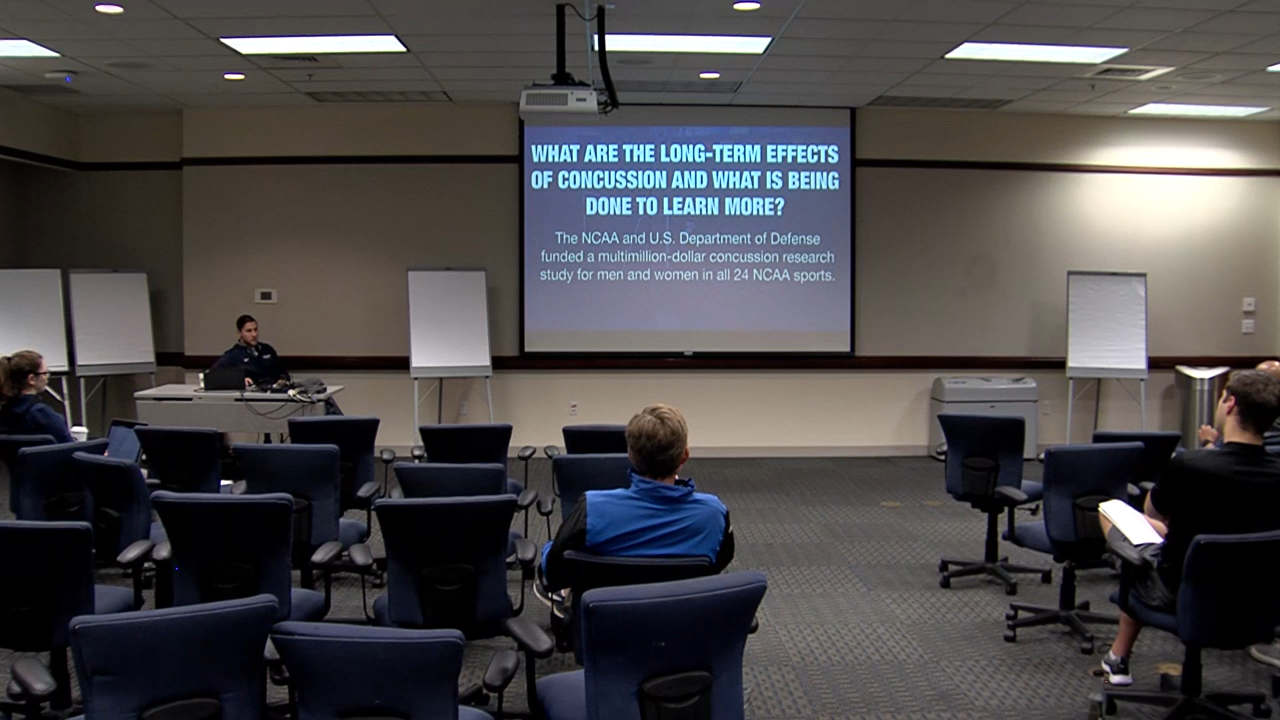 WHAT ARE THE LONG-TERM EFFECTS
OF CONCUSSION AND WHAT IS BEING
DONE TO LEARN MORE?
The NCAA and U.S. Department of Defense
funded a multimillion-dollar concussion research
study for men and women in all 24 NCAA sports.